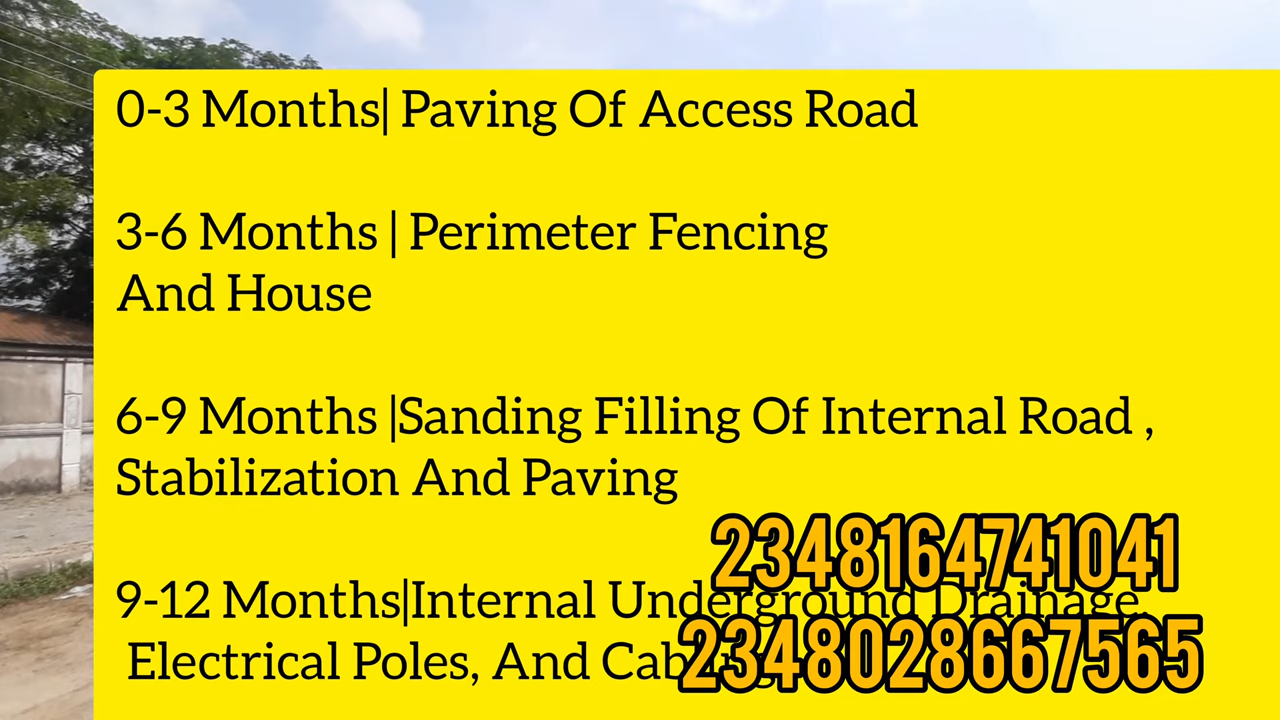 0-3 Months| Paving Of Access Road
3-6 Months | Perimeter Fencing
And House
6-9 Months |Sanding Filling Of Internal Road ,
Stabilization And Paving
2348164741041
9-12 Months|Internal Underground Drainage,
Electrical Poles, And
2348028667565